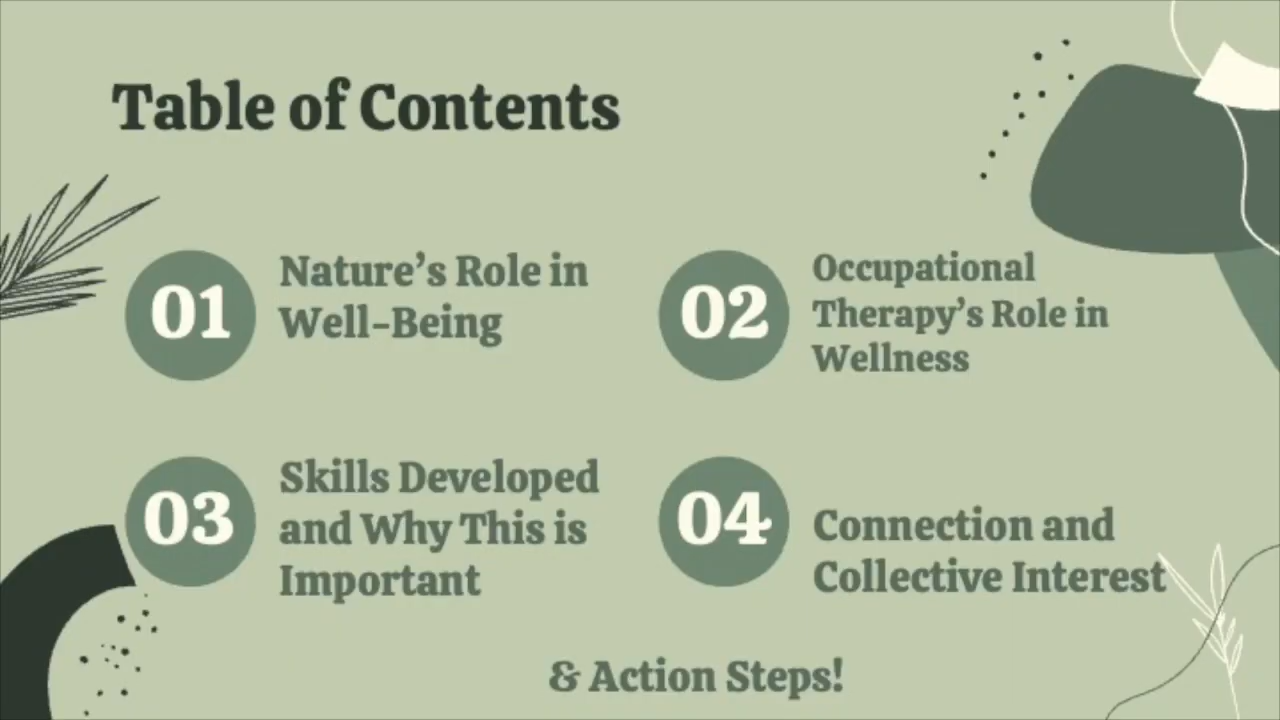 Table of Contents
01
Nature’s Role in
Well-Being
02
Occupational
Therapy’s Role in
Wellness
03
Skills Developed
and Why This is
Important
04
Connection and
Collective Interest
& Action Steps!